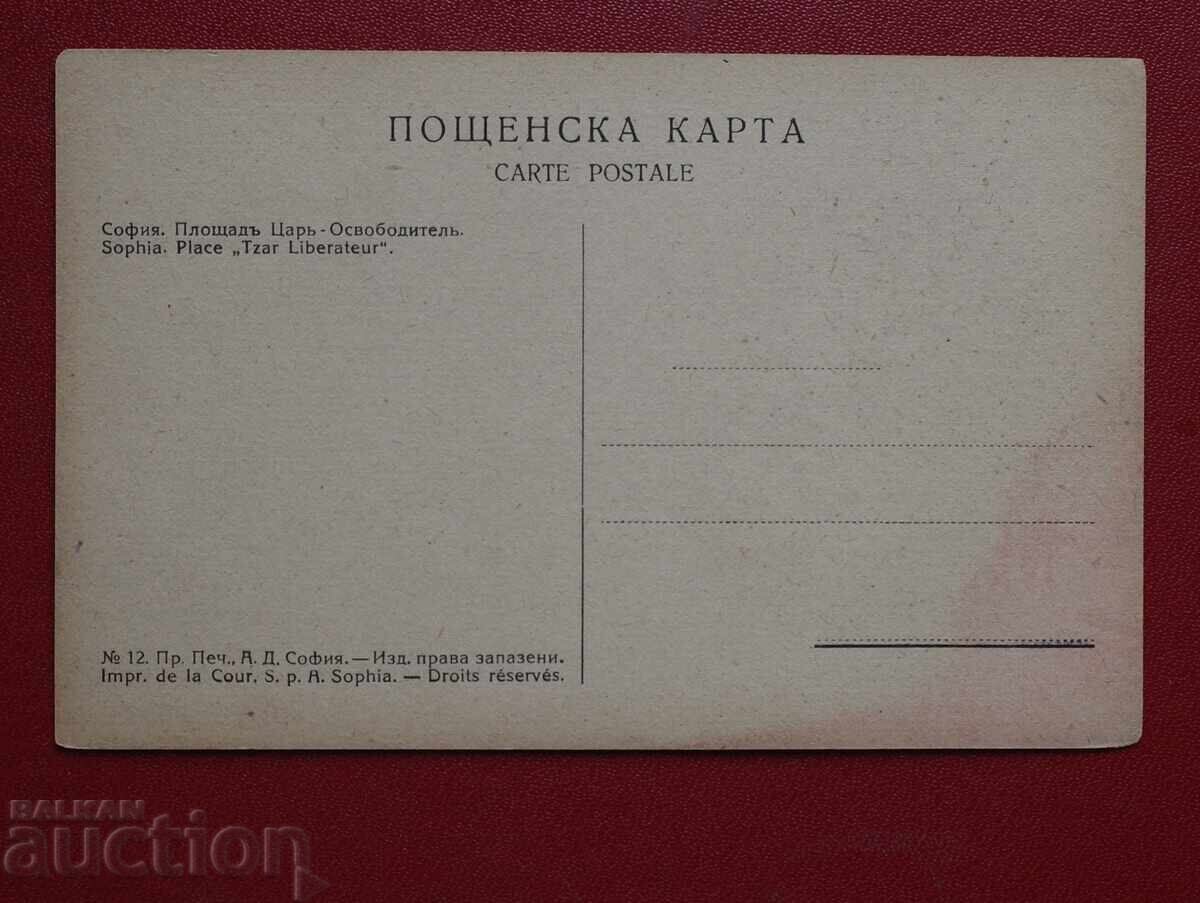 ПОЩЕНСКА КАРТА
CARTE POSTALE
София. Площадъ Царь-Освободитель.
Sophia. Place „Tzar Liberateur“.
№ 12. Пр. Печ., А. Д. София. — Изд. права запазени.
Impr. de la Cour, S. p. A. Sophia. — Droits réservés.
BALKAN
auction